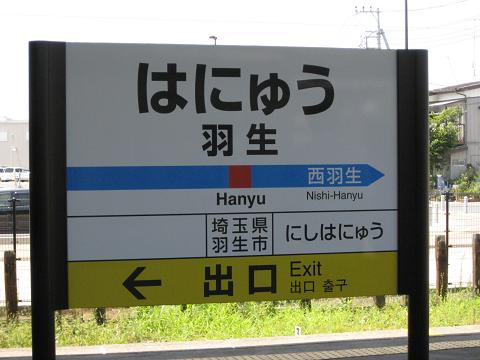 はにゅう
羽生
西羽生
Hanyu
Nishi-Hanyu
埼玉県
羽生市
にしはにゅう
← 出口 Exit
出口 출구